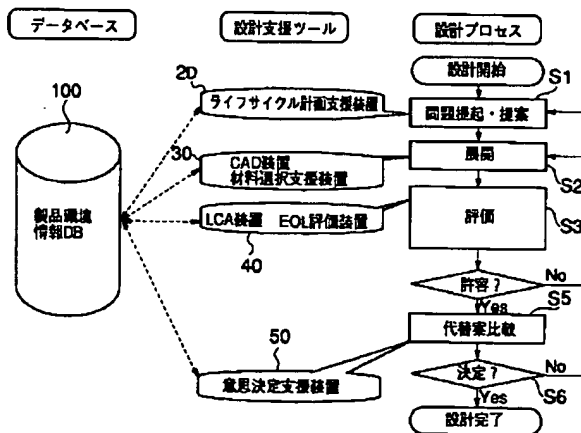 データベース
設計支援ツール
設計プロセス
設計開始
100
20
ライフサイクル計画支援装置
S1
問題提起・提案
30
CAD装置
材料選択支援装置
展開
S2
製品環境
情報DB
LCA装置 EOL評価装置
40
評価
S3
許容?
No
Yes
S5
代替案比較
50
意思決定支援装置
決定?
No
S6
Yes
設計完了